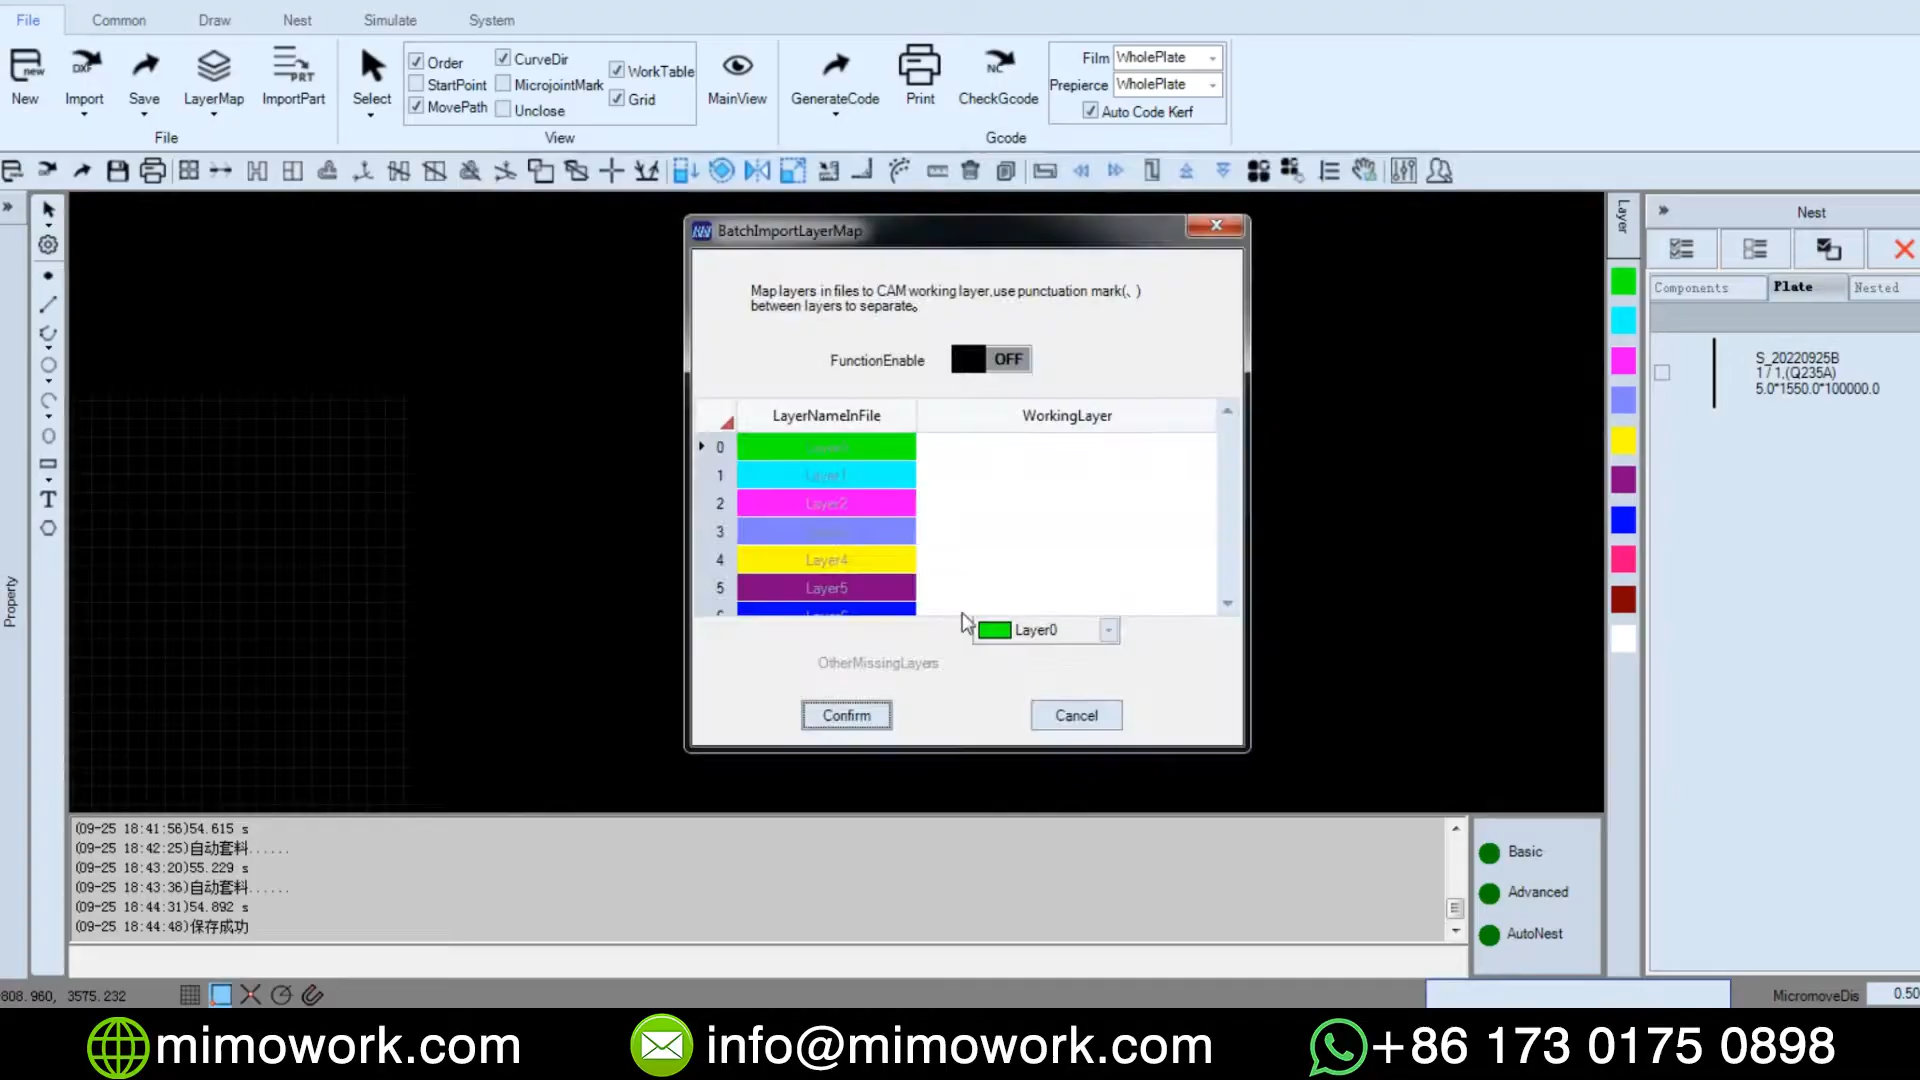 File Common Draw Nest Simulate System
New Import Save LayerMap ImportPart
File
Select
Order CurveDir WorkTable
StartPoint MicrojointMark Grid
MovePath Unclose
View
MainView
GenerateCode Print CheckGcode
Film WholePlate
Prepierce WholePlate
Auto Code Kerf
Gcode
BatchImportLayerMap
Map layers in files to CAM working layer,use punctuation mark(、)
between layers to separate。
FunctionEnable OFF
LayerNameInFile WorkingLayer
0
1 Layer1
2 Layer2
3
4 Layer4
5 Layer5
Layer0
OtherMissingLayers
Confirm Cancel
Property
Layer
Nest
Components Plate Nested
S_20220925B
1 / 1,(Q235A)
5.0*1550.0*100000.0
(09-25 18:41:56)54.615 s
(09-25 18:42:25)自动套料......
(09-25 18:43:20)55.229 s
(09-25 18:43:36)自动套料......
(09-25 18:44:31)54.892 s
(09-25 18:44:48)保存成功
Basic
Advanced
AutoNest
808.960, 3575.232
MicromoveDis 0.50
mimowork.com info@mimowork.com +86 173 0175 0898